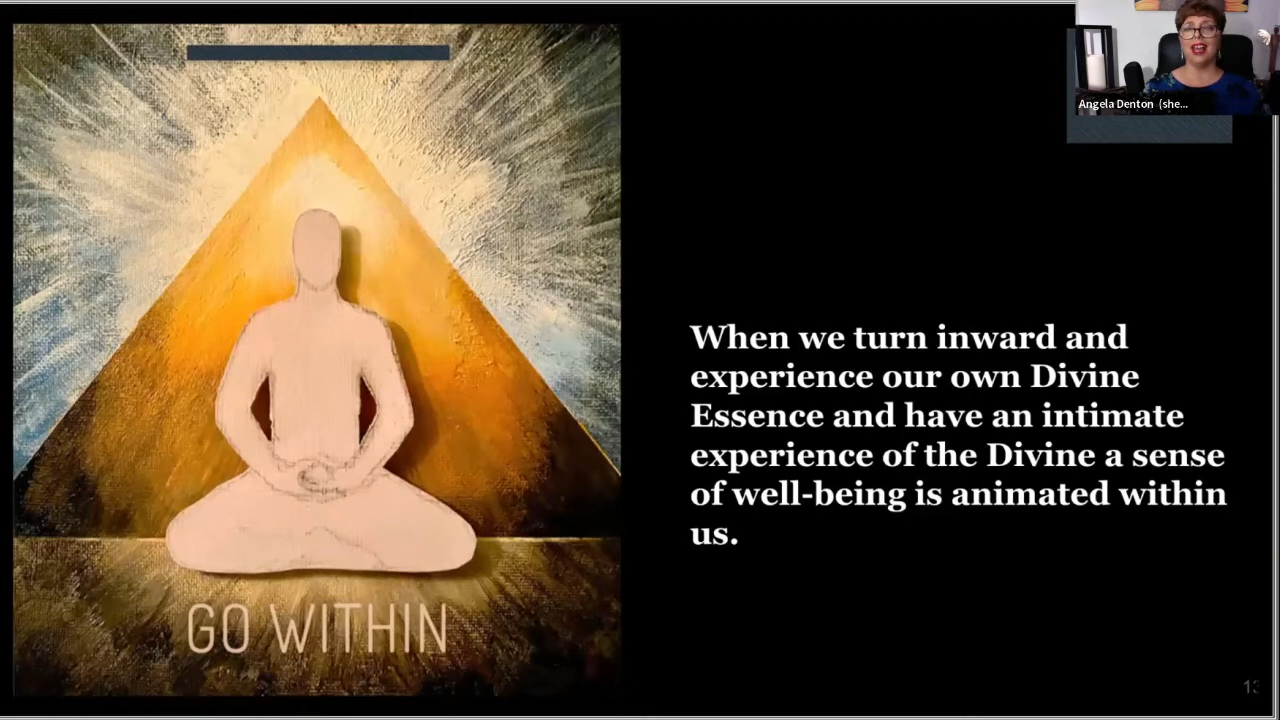 Angela Denton (she...
When we turn inward and
experience our own Divine
Essence and have an intimate
experience of the Divine a sense
of well-being is animated within
us.
GO WITHIN
13